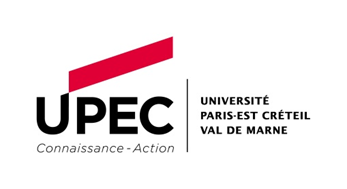 UPEC
Connaissance - Action
UNIVERSITÉ
PARIS-EST CRÉTEIL
VAL DE MARNE